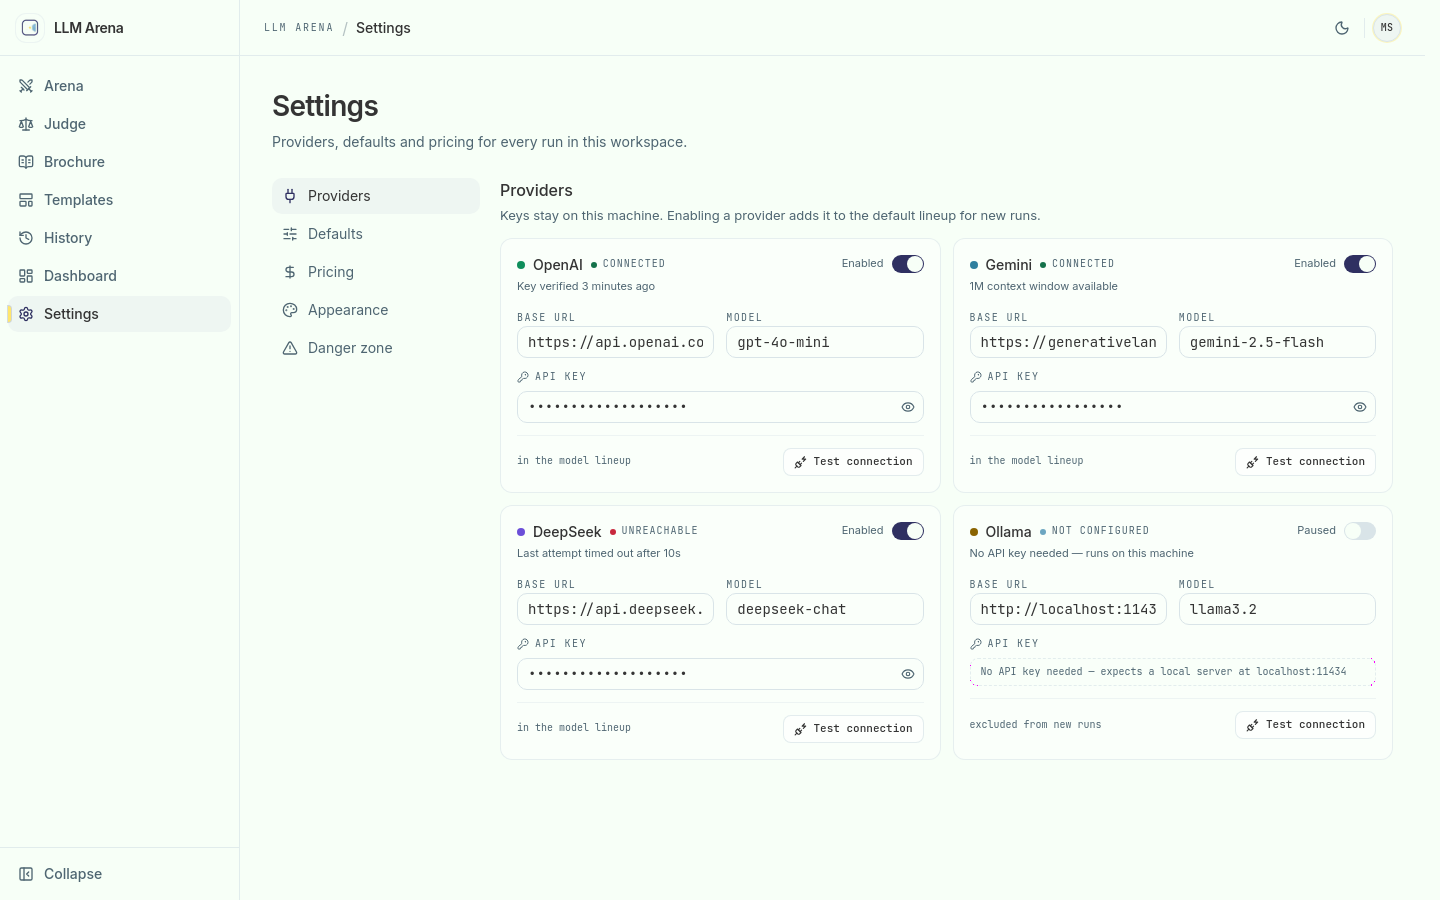 LLM Arena
LLM ARENA / Settings
MS
Arena
Judge
Brochure
Templates
History
Dashboard
Settings
Collapse
Settings
Providers, defaults and pricing for every run in this workspace.
Providers
Defaults
Pricing
Appearance
Danger zone
Providers
Keys stay on this machine. Enabling a provider adds it to the default lineup for new runs.
OpenAI CONNECTED Enabled
Key verified 3 minutes ago
BASE URL MODEL
https://api.openai.co gpt-4o-mini
API KEY
•••••••••••••••••••
in the model lineup Test connection
Gemini CONNECTED Enabled
1M context window available
BASE URL MODEL
https://generativelan gemini-2.5-flash
API KEY
•••••••••••••••••
in the model lineup Test connection
DeepSeek UNREACHABLE Enabled
Last attempt timed out after 10s
BASE URL MODEL
https://api.deepseek. deepseek-chat
API KEY
•••••••••••••••••••
in the model lineup Test connection
Ollama NOT CONFIGURED Paused
No API key needed — runs on this machine
BASE URL MODEL
http://localhost:1143 llama3.2
API KEY
No API key needed — expects a local server at localhost:11434
excluded from new runs Test connection